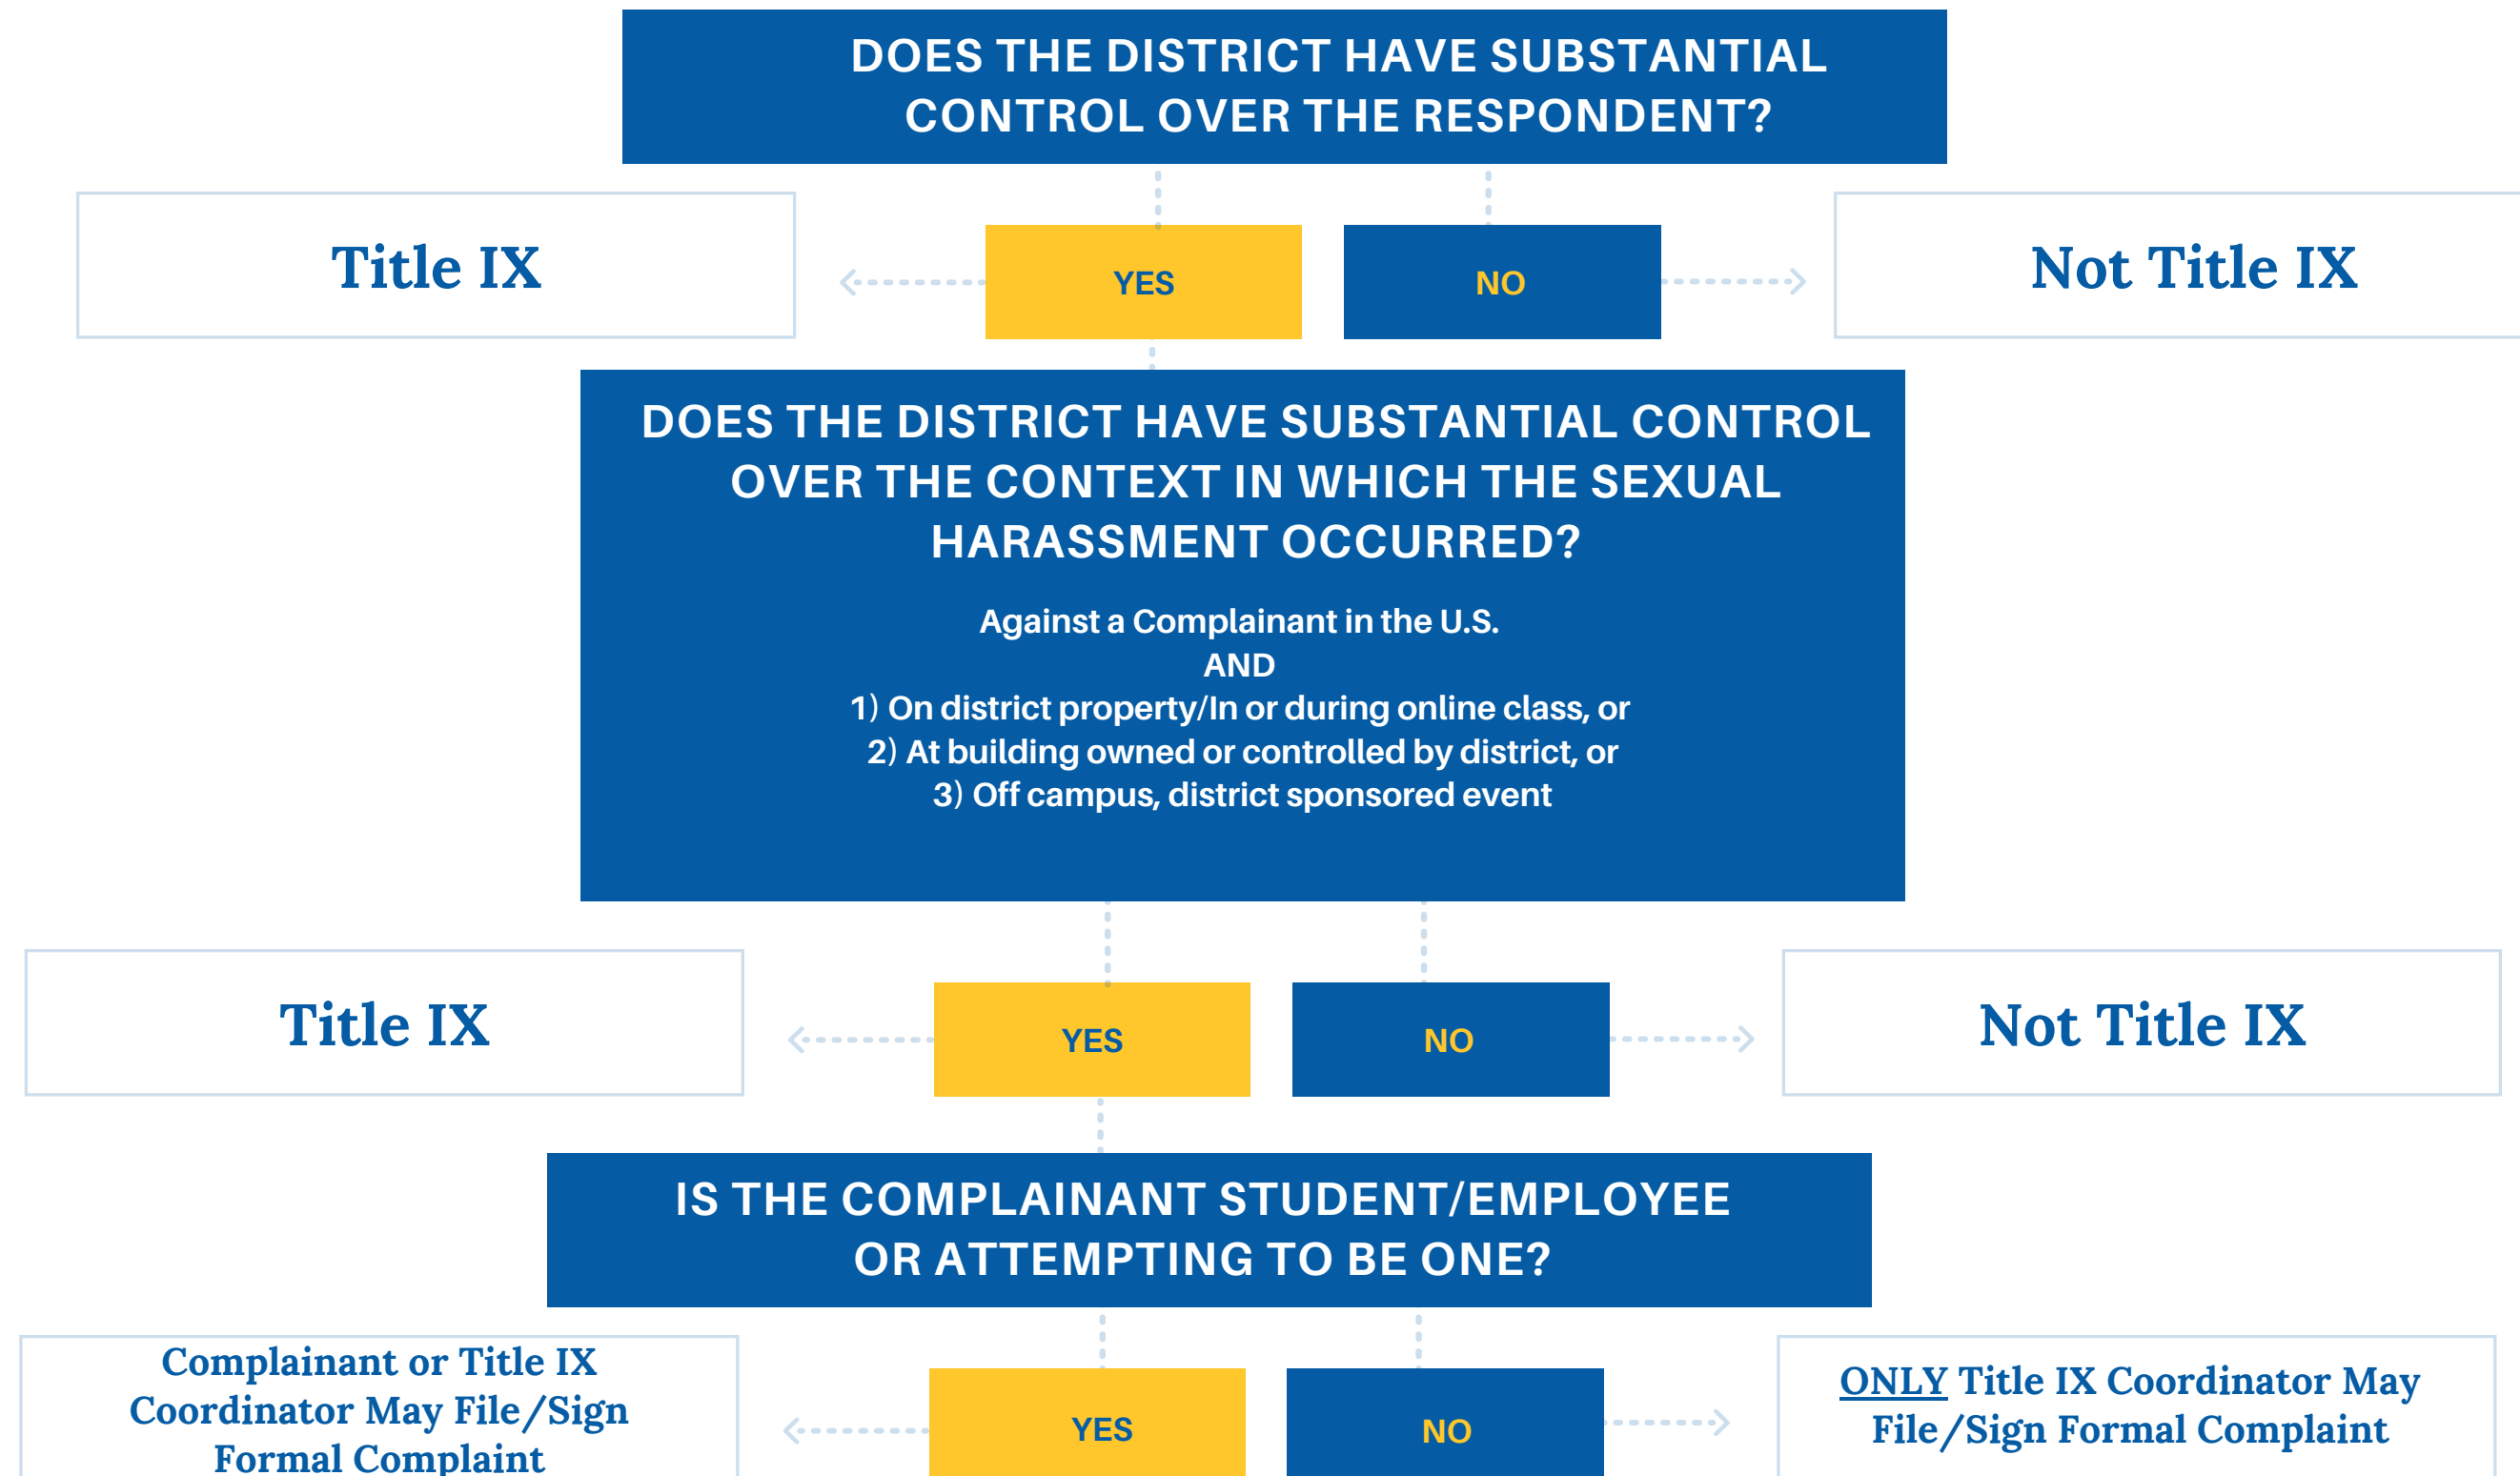 DOES THE DISTRICT HAVE SUBSTANTIAL
CONTROL OVER THE RESPONDENT?
Title IX
YES
NO
Not Title IX
DOES THE DISTRICT HAVE SUBSTANTIAL CONTROL
OVER THE CONTEXT IN WHICH THE SEXUAL
HARASSMENT OCCURRED?
Against a Complainant in the U.S.
AND
1) On district property/In or during online class, or
2) At building owned or controlled by district, or
3) Off campus, district sponsored event
Title IX
YES
NO
Not Title IX
IS THE COMPLAINANT STUDENT/EMPLOYEE
OR ATTEMPTING TO BE ONE?
Complainant or Title IX
Coordinator May File/Sign
Formal Complaint
YES
NO
ONLY Title IX Coordinator May
File/Sign Formal Complaint